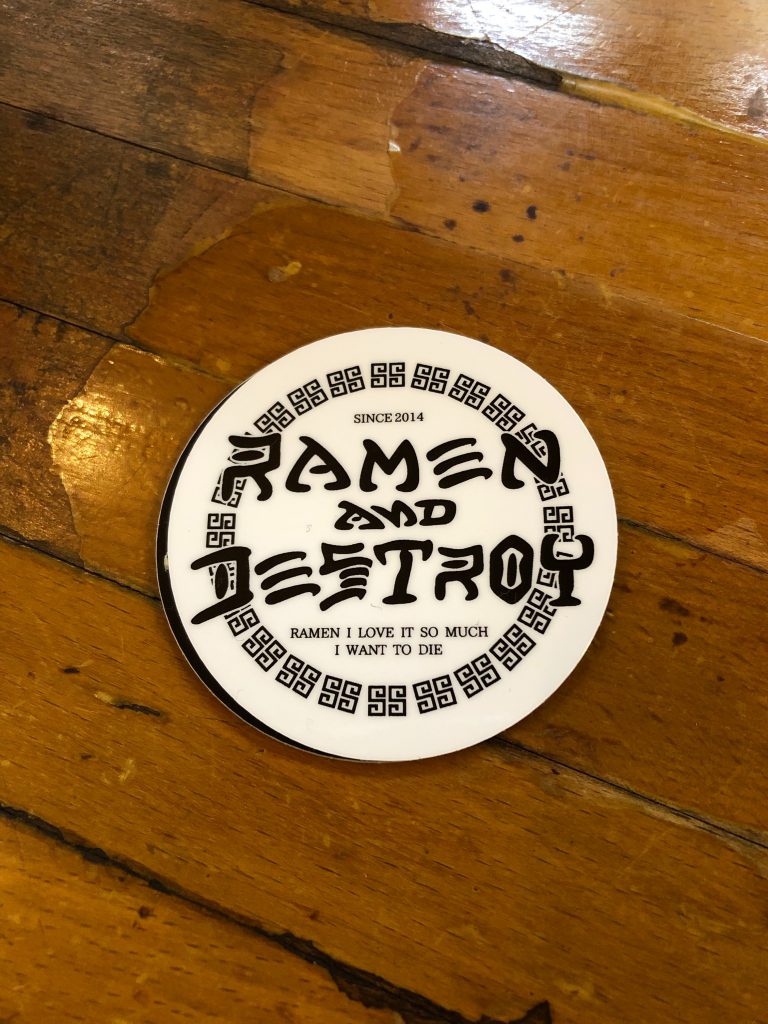 SINCE 2014
RAMEN
AND
DESTROY
RAMEN I LOVE IT SO MUCH
I WANT TO DIE